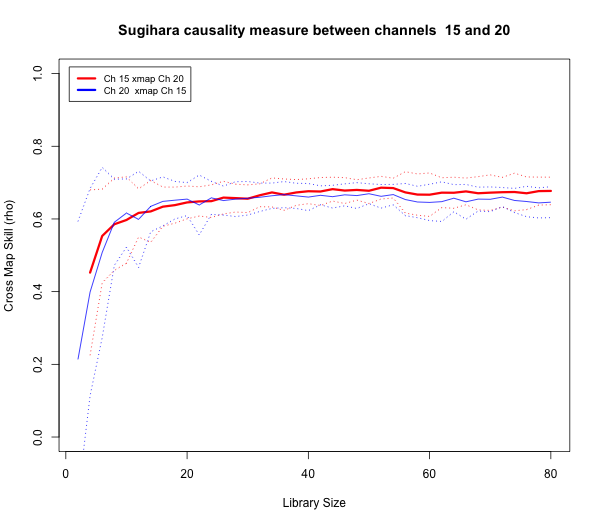 Sugihara causality measure between channels  15 and 20
Ch 15 xmap Ch 20
Ch 20  xmap Ch 15
Cross Map Skill (rho)
1.0
0.8
0.6
0.4
0.2
0.0
0 20 40 60 80
Library Size